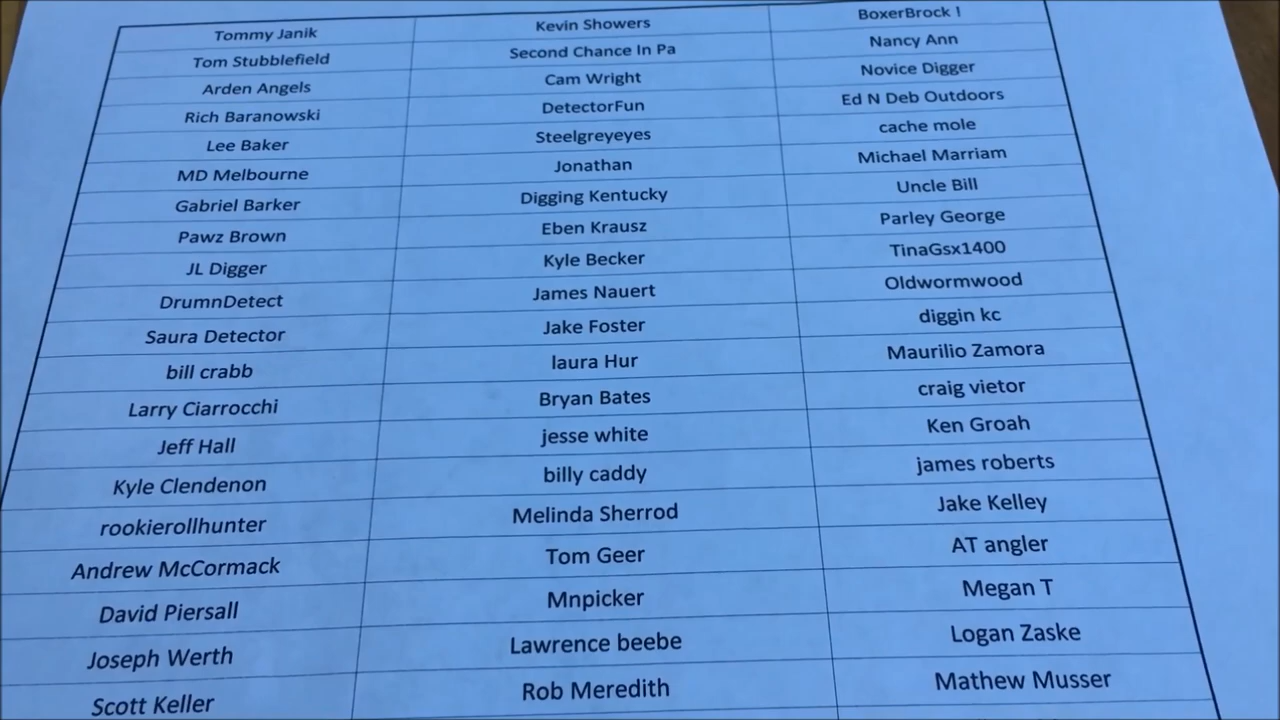 Tommy Janik Kevin Showers BoxerBrock !
Tom Stubblefield Second Chance In Pa Nancy Ann
Arden Angels Cam Wright Novice Digger
Rich Baranowski DetectorFun Ed N Deb Outdoors
Lee Baker Steelgreyeyes cache mole
MD Melbourne Jonathan Michael Marriam
Gabriel Barker Digging Kentucky Uncle Bill
Pawz Brown Eben Krausz Parley George
JL Digger Kyle Becker TinaGsx1400
DrumnDetect James Nauert Oldwormwood
Saura Detector Jake Foster diggin kc
bill crabb laura Hur Maurilio Zamora
Larry Ciarrocchi Bryan Bates craig vietor
Jeff Hall jesse white Ken Groah
Kyle Clendenon billy caddy james roberts
rookierollhunter Melinda Sherrod Jake Kelley
Andrew McCormack Tom Geer AT angler
David Piersall Mnpicker Megan T
Joseph Werth Lawrence beebe Logan Zaske
Scott Keller Rob Meredith Mathew Musser